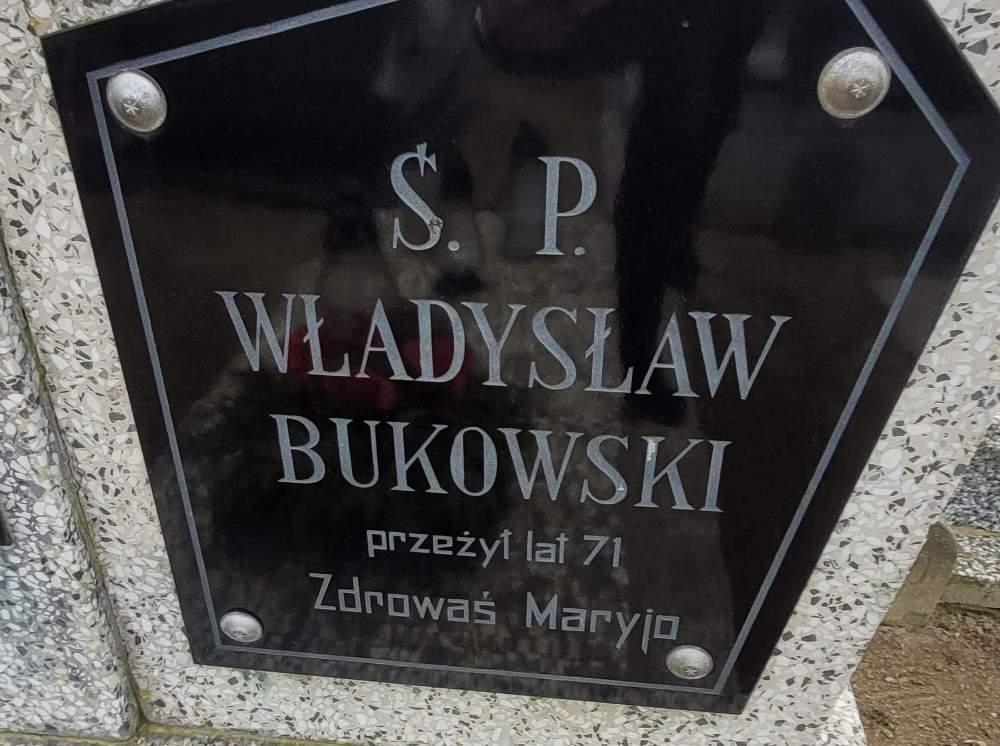 Ś. P.
WŁADYSŁAW
BUKOWSKI
przeżył lat 71
Zdrowaś Maryjo